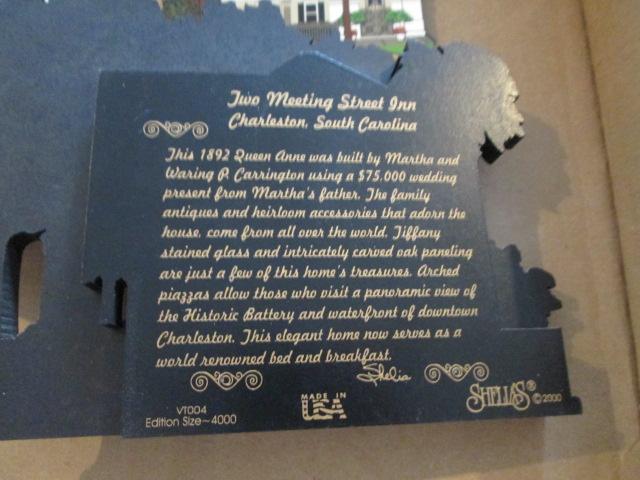 Two Meeting Street Inn
Charleston, South Carolina
This 1892 Queen Anne was built by Martha and
Waring P. Carrington using a $75,000 wedding
present from Martha's father. The family
antiques and heirloom accessories that adorn the
house, come from all over the world. Tiffany
stained glass and intricately carved oak paneling
are just a few of this home's treasures. Arched
piazzas allow those who visit a panoramic view of
the Historic Battery and waterfront of downtown
Charleston. This elegant home now serves as a
world renowned bed and breakfast.
Shelia
VT004
Edition Size~4000
MADE IN
USA
SHELIA'S® ©2000